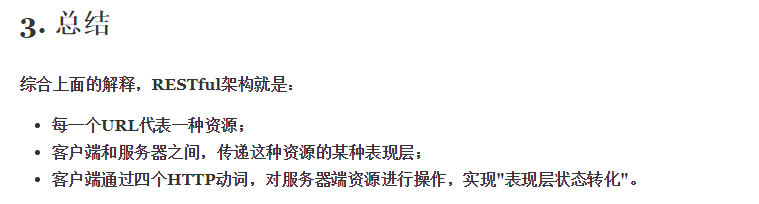 3. 总结
综合上面的解释，RESTful架构就是：
每一个URL代表一种资源；
客户端和服务器之间，传递这种资源的某种表现层；
客户端通过四个HTTP动词，对服务器端资源进行操作，实现"表现层状态转化"。